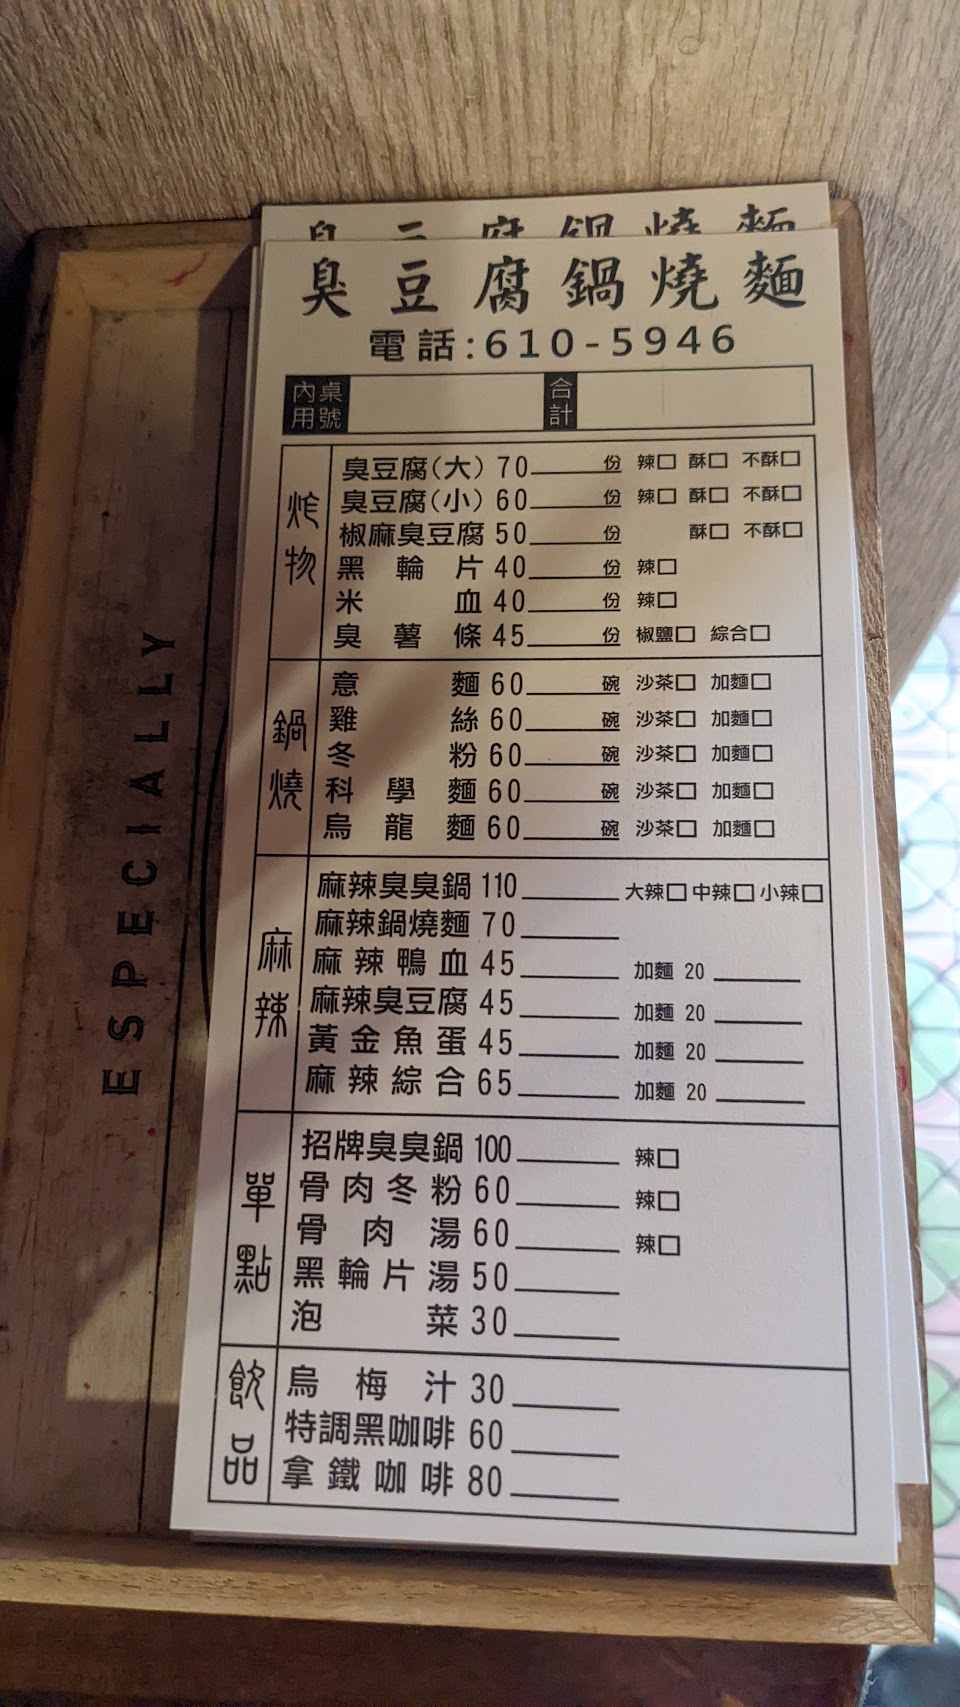 臭豆腐鍋燒麵
臭豆腐鍋燒麵
電話:610-5946
內用 桌號 合計
炸物
臭豆腐(大) 70 份 辣□ 酥□ 不酥□
臭豆腐(小) 60 份 辣□ 酥□ 不酥□
椒麻臭豆腐 50 份 酥□ 不酥□
黑輪片 40 份 辣□
米血 40 份 辣□
臭薯條 45 份 椒鹽□ 綜合□
鍋燒
意麵 60 碗 沙茶□ 加麵□
雞絲 60 碗 沙茶□ 加麵□
冬粉 60 碗 沙茶□ 加麵□
科學麵 60 碗 沙茶□ 加麵□
烏龍麵 60 碗 沙茶□ 加麵□
麻辣
麻辣臭臭鍋 110 大辣□ 中辣□ 小辣□
麻辣鍋燒麵 70
麻辣鴨血 45 加麵 20
麻辣臭豆腐 45 加麵 20
黃金魚蛋 45 加麵 20
麻辣綜合 65 加麵 20
單點
招牌臭臭鍋 100 辣□
骨肉冬粉 60 辣□
骨肉湯 60 辣□
黑輪片湯 50
泡菜 30
飲品
烏梅汁 30
特調黑咖啡 60
拿鐵咖啡 80
ESPECIALLY